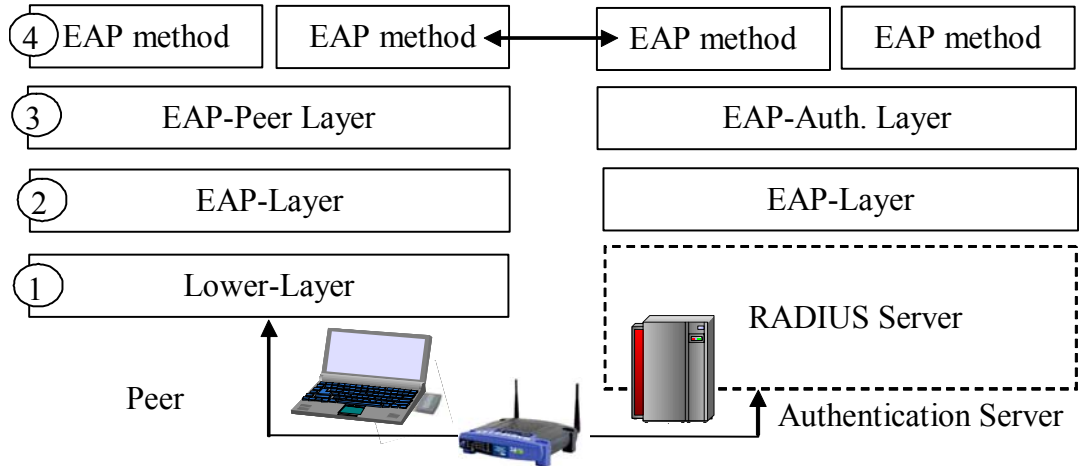 4 EAP method EAP method EAP method EAP method
3 EAP-Peer Layer EAP-Auth. Layer
2 EAP-Layer EAP-Layer
1 Lower-Layer
RADIUS Server
Peer
Authentication Server